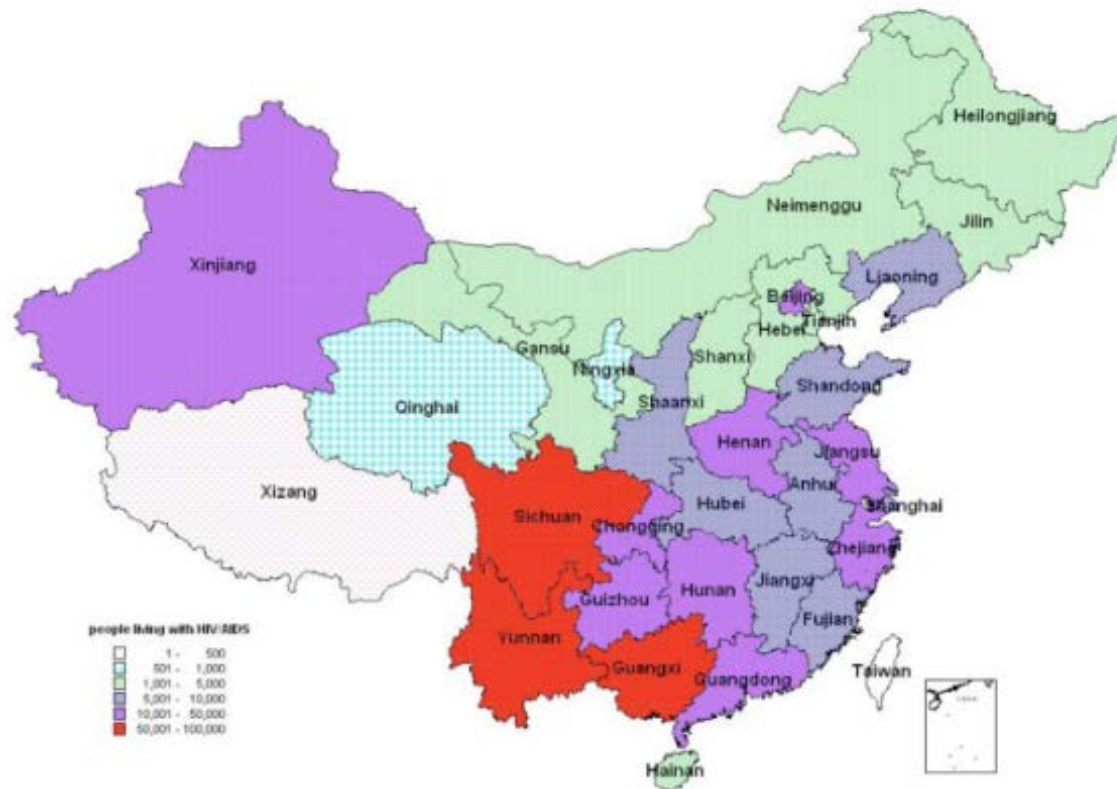 Heilongjiang
Neimenggu
Jilin
Xinjiang
Liaoning
Beijing
Tianjin
Hebei
Gansu
Shanxi
Ningxia
Shandong
Shaanxi
Qinghai
Henan
Jiangsu
Anhui
Xizang
Hubei
Shanghai
Sichuan
Chongqing
Zhejiang
Jiangxi
Hunan
Guizhou
Fujian
people living with HIV/AIDS
Yunnan
1 - 500
501 - 1,000
1,001 - 5,000
5,001 - 10,000
10,001 - 50,000
50,001 - 100,000
Guangxi
Taiwan
Guangdong
Hainan